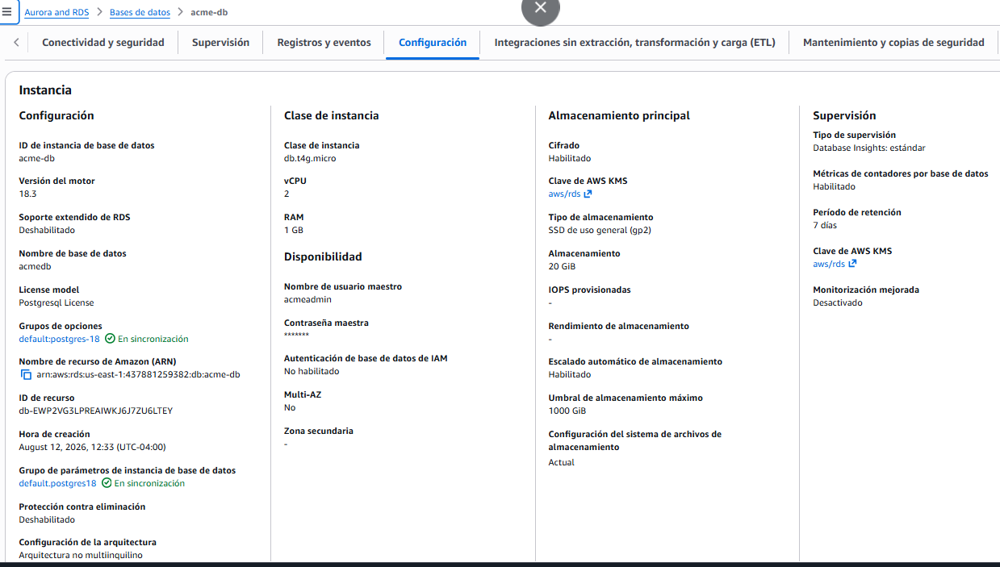 Aurora and RDS > Bases de datos > acme-db
Conectividad y seguridad
Supervisión
Registros y eventos
Configuración
Integraciones sin extracción, transformación y carga (ETL)
Mantenimiento y copias de seguridad
Instancia
Configuración
ID de instancia de base de datos
acme-db
Versión del motor
18.3
Soporte extendido de RDS
Deshabilitado
Nombre de base de datos
acmedb
License model
Postgresql License
Grupos de opciones
default:postgres-18 En sincronización
Nombre de recurso de Amazon (ARN)
arn:aws:rds:us-east-1:437881259382:db:acme-db
ID de recurso
db-EWP2VG3LPREAIWKJ6J7ZU6LTEY
Hora de creación
August 12, 2026, 12:33 (UTC-04:00)
Grupo de parámetros de instancia de base de datos
default.postgres18 En sincronización
Protección contra eliminación
Deshabilitado
Configuración de la arquitectura
Arquitectura no multiinquilino
Clase de instancia
Clase de instancia
db.t4g.micro
vCPU
2
RAM
1 GB
Disponibilidad
Nombre de usuario maestro
acmeadmin
Contraseña maestra
*******
Autenticación de base de datos de IAM
No habilitado
Multi-AZ
No
Zona secundaria
-
Almacenamiento principal
Cifrado
Habilitado
Clave de AWS KMS
aws/rds
Tipo de almacenamiento
SSD de uso general (gp2)
Almacenamiento
20 GiB
IOPS provisionadas
-
Rendimiento de almacenamiento
-
Escalado automático de almacenamiento
Habilitado
Umbral de almacenamiento máximo
1000 GiB
Configuración del sistema de archivos de
almacenamiento
Actual
Supervisión
Tipo de supervisión
Database Insights: estándar
Métricas de contadores por base de datos
Habilitado
Período de retención
7 días
Clave de AWS KMS
aws/rds
Monitorización mejorada
Desactivado